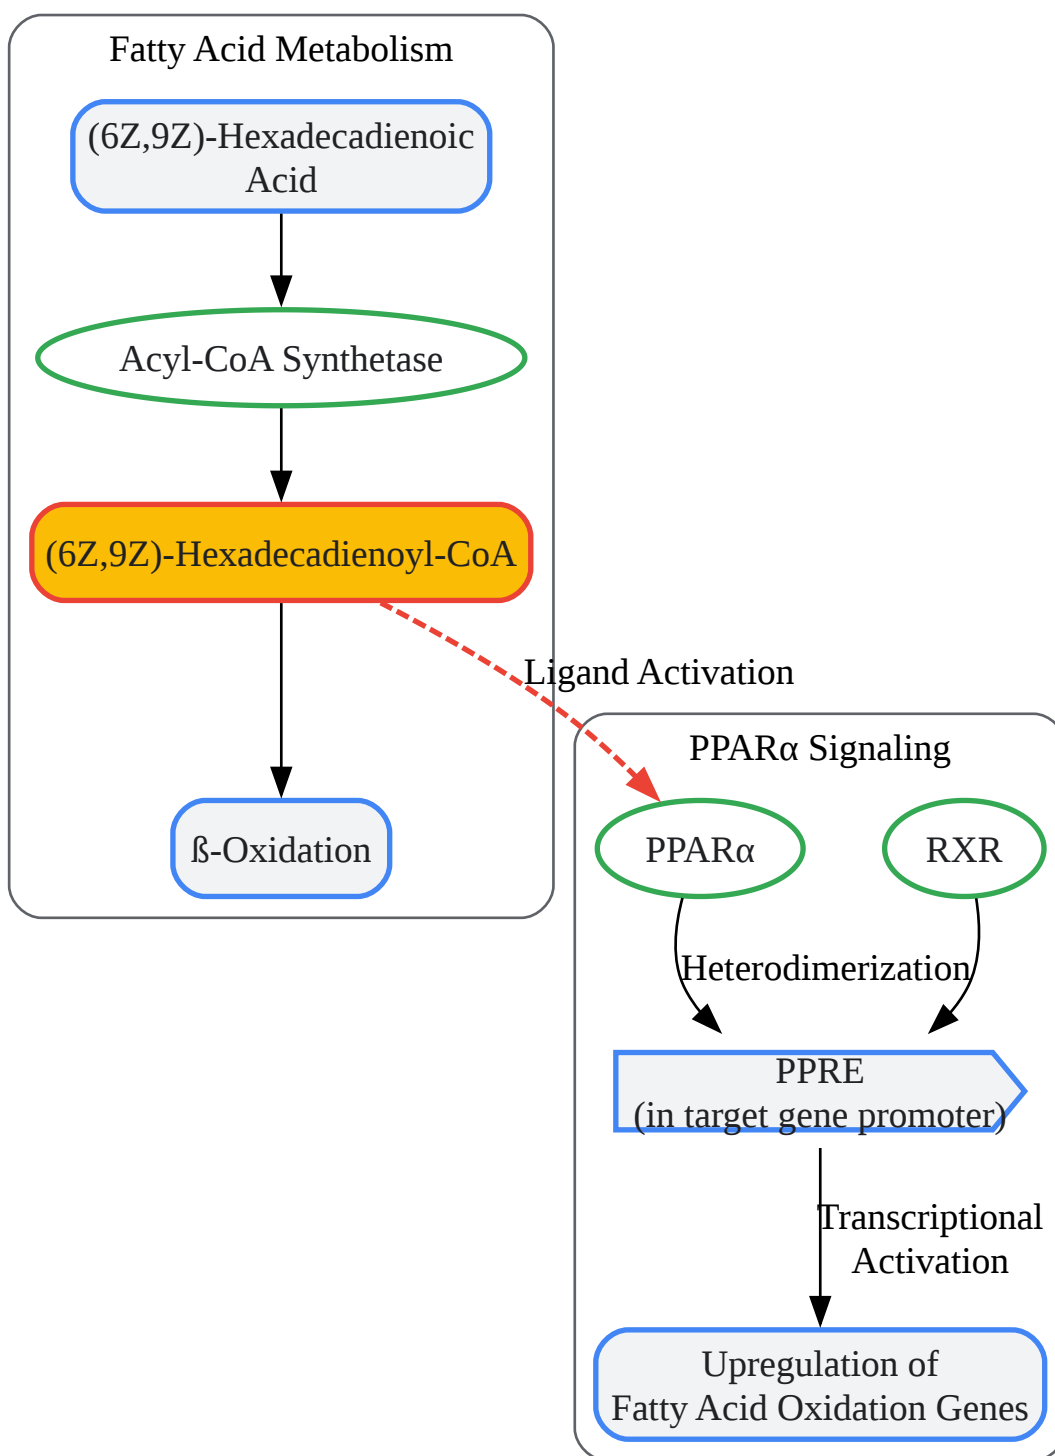 Fatty Acid Metabolism
(6Z,9Z)-Hexadecadienoic
Acid
Acyl-CoA Synthetase
(6Z,9Z)-Hexadecadienoyl-CoA
Ligand Activation
PPARα Signaling
ß-Oxidation
PPARα
RXR
Heterodimerization
PPRE
(in target gene promoter)
Transcriptional
Activation
Upregulation of
Fatty Acid Oxidation Genes